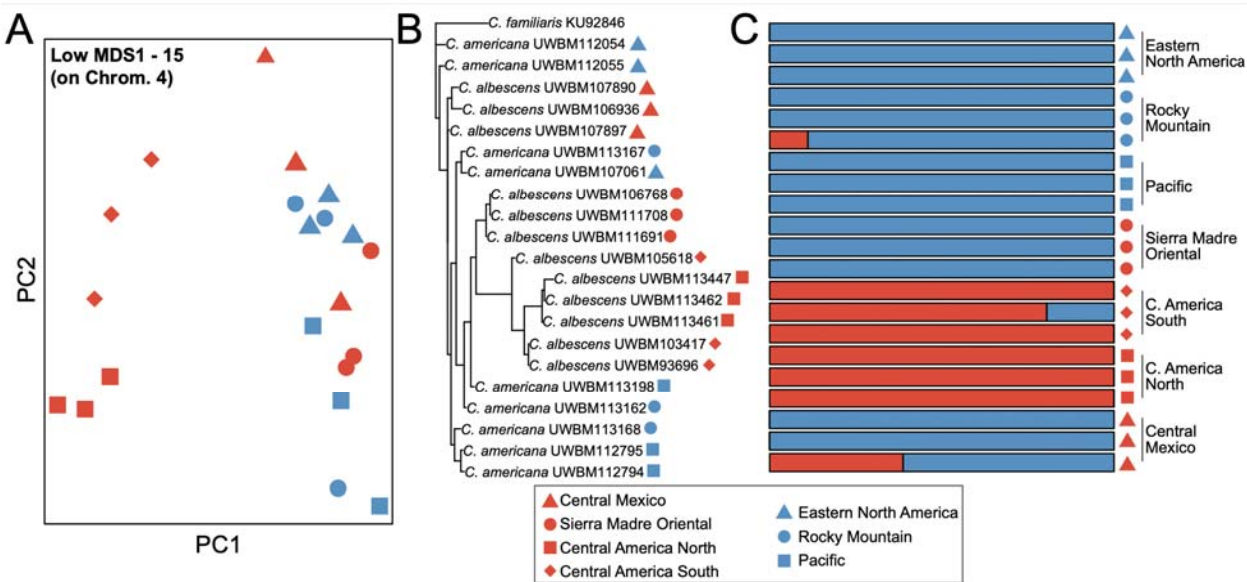 A
Low MDS1 - 15
(on Chrom. 4)
PC2
PC1
B
C. familiaris KU92846
C. americana UWBM112054
C. americana UWBM112055
C. albescens UWBM107890
C. albescens UWBM106936
C. albescens UWBM107897
C. americana UWBM113167
C. americana UWBM107061
C. albescens UWBM106768
C. albescens UWBM111708
C. albescens UWBM111691
C. albescens UWBM105618
C. albescens UWBM113447
C. albescens UWBM113462
C. albescens UWBM113461
C. albescens UWBM103417
C. albescens UWBM93696
C. americana UWBM113198
C. americana UWBM113162
C. americana UWBM113168
C. americana UWBM112795
C. americana UWBM112794
C
Eastern
North America
Rocky
Mountain
Pacific
Sierra Madre
Oriental
C. America
South
C. America
North
Central
Mexico
Central Mexico
Sierra Madre Oriental
Central America North
Central America South
Eastern North America
Rocky Mountain
Pacific